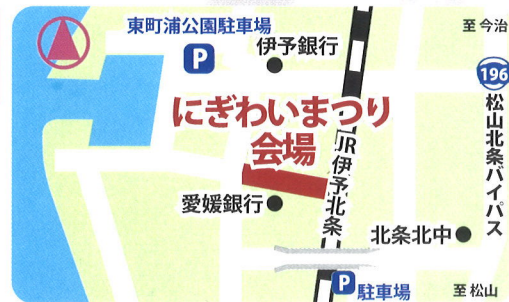 東町浦公園駐車場
至今治
P
伊予銀行
196
松山北条バイパス
にぎわいまつり
会場
JR伊予北条
愛媛銀行
北条北中
P
駐車場
至松山